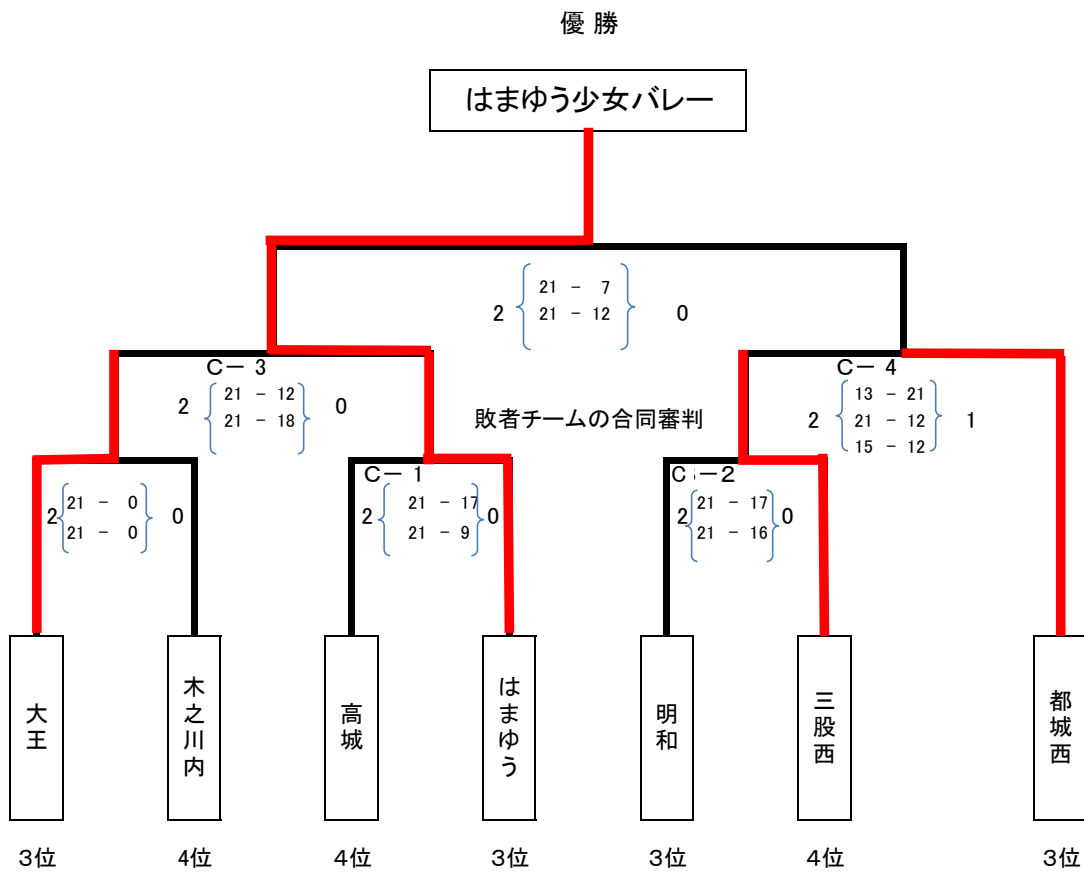 優 勝
はまゆう少女バレー
2 21 - 7 0
21 - 12
C-3
2 21 - 12 0
21 - 18
敗者チームの合同審判
C-4
13 - 21
2 21 - 12 1
15 - 12
2 21 - 0 0
21 - 0
C-1
2 21 - 17 0
21 - 9
C-2
2 21 - 17 0
21 - 16
大王
木之川内
高城
はまゆう
明和
三股西
都城西
3位 4位 4位 3位 3位 4位 3位